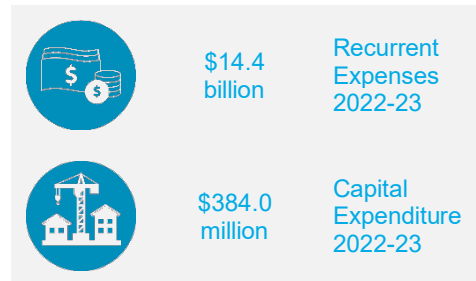 $14.4
billion
Recurrent
Expenses
2022-23
$384.0
million
Capital
Expenditure
2022-23